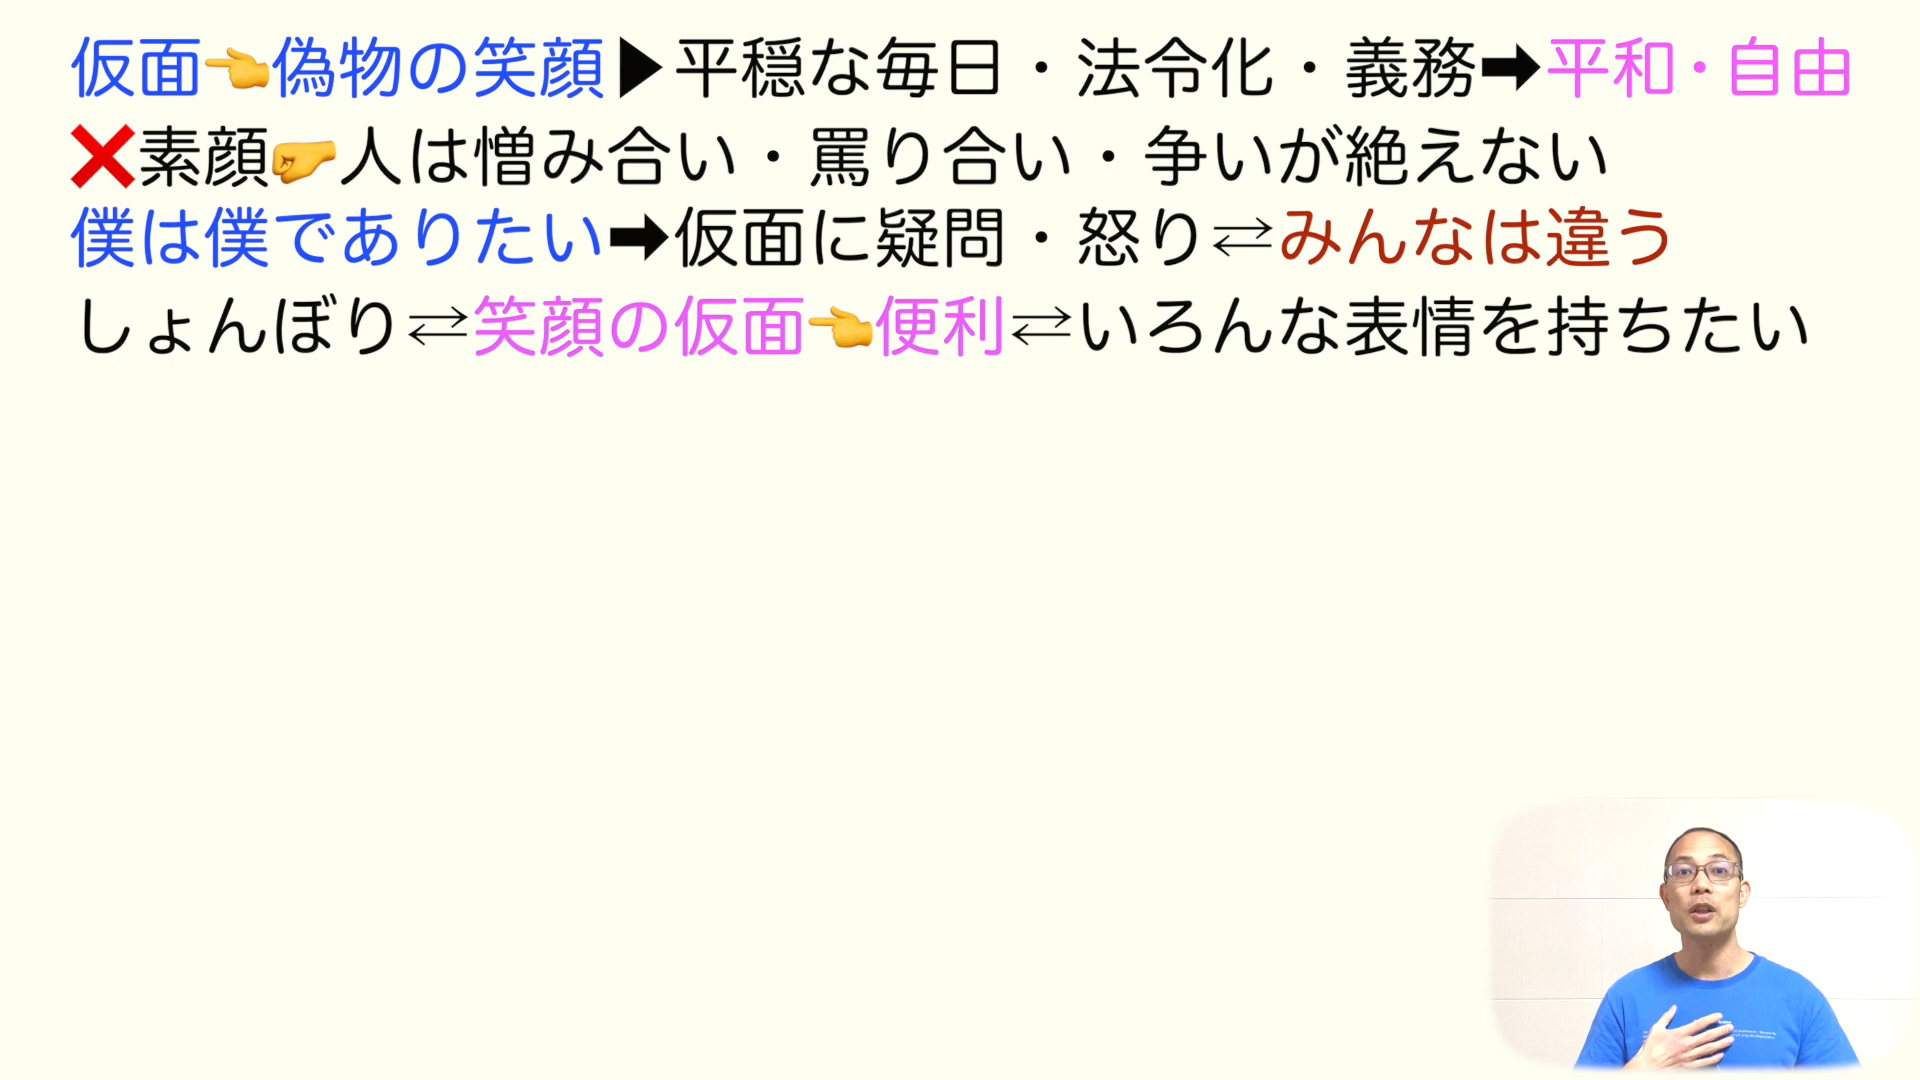 仮面👈偽物の笑顔▶平穏な毎日・法令化・義務➡平和・自由
❌素顔🤛人は憎み合い・罵り合い・争いが絶えない
僕は僕でありたい➡仮面に疑問・怒り⇄みんなは違う
しょんぼり⇄笑顔の仮面👈便利⇄いろんな表情を持ちたい